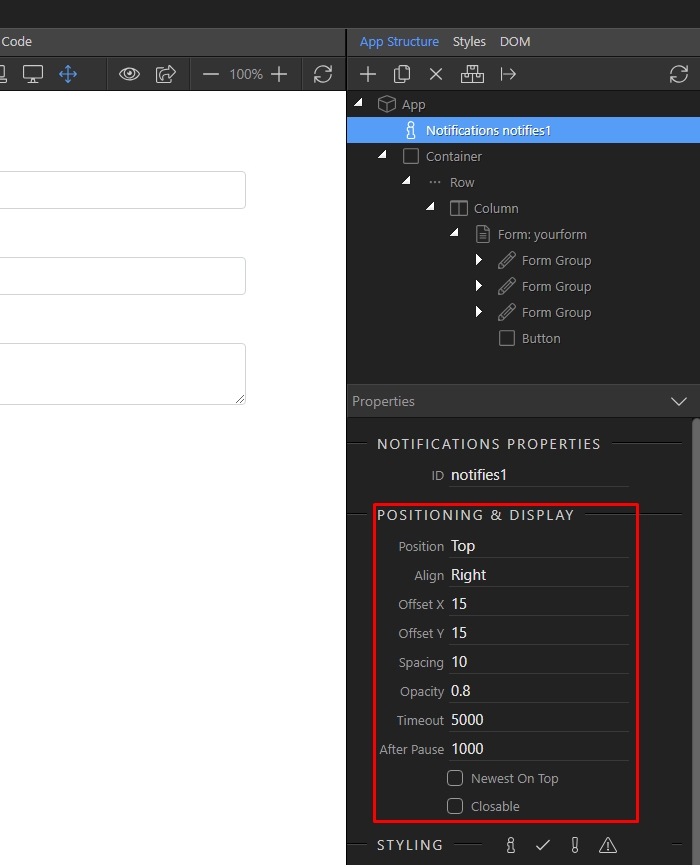 Code
App Structure Styles DOM
100%
App
Notifications notifies1
Container
Row
Column
Form: yourform
Form Group
Form Group
Form Group
Button
Properties
NOTIFICATIONS PROPERTIES
ID notifies1
POSITIONING & DISPLAY
Position Top
Align Right
Offset X 15
Offset Y 15
Spacing 10
Opacity 0.8
Timeout 5000
After Pause 1000
Newest On Top
Closable
STYLING